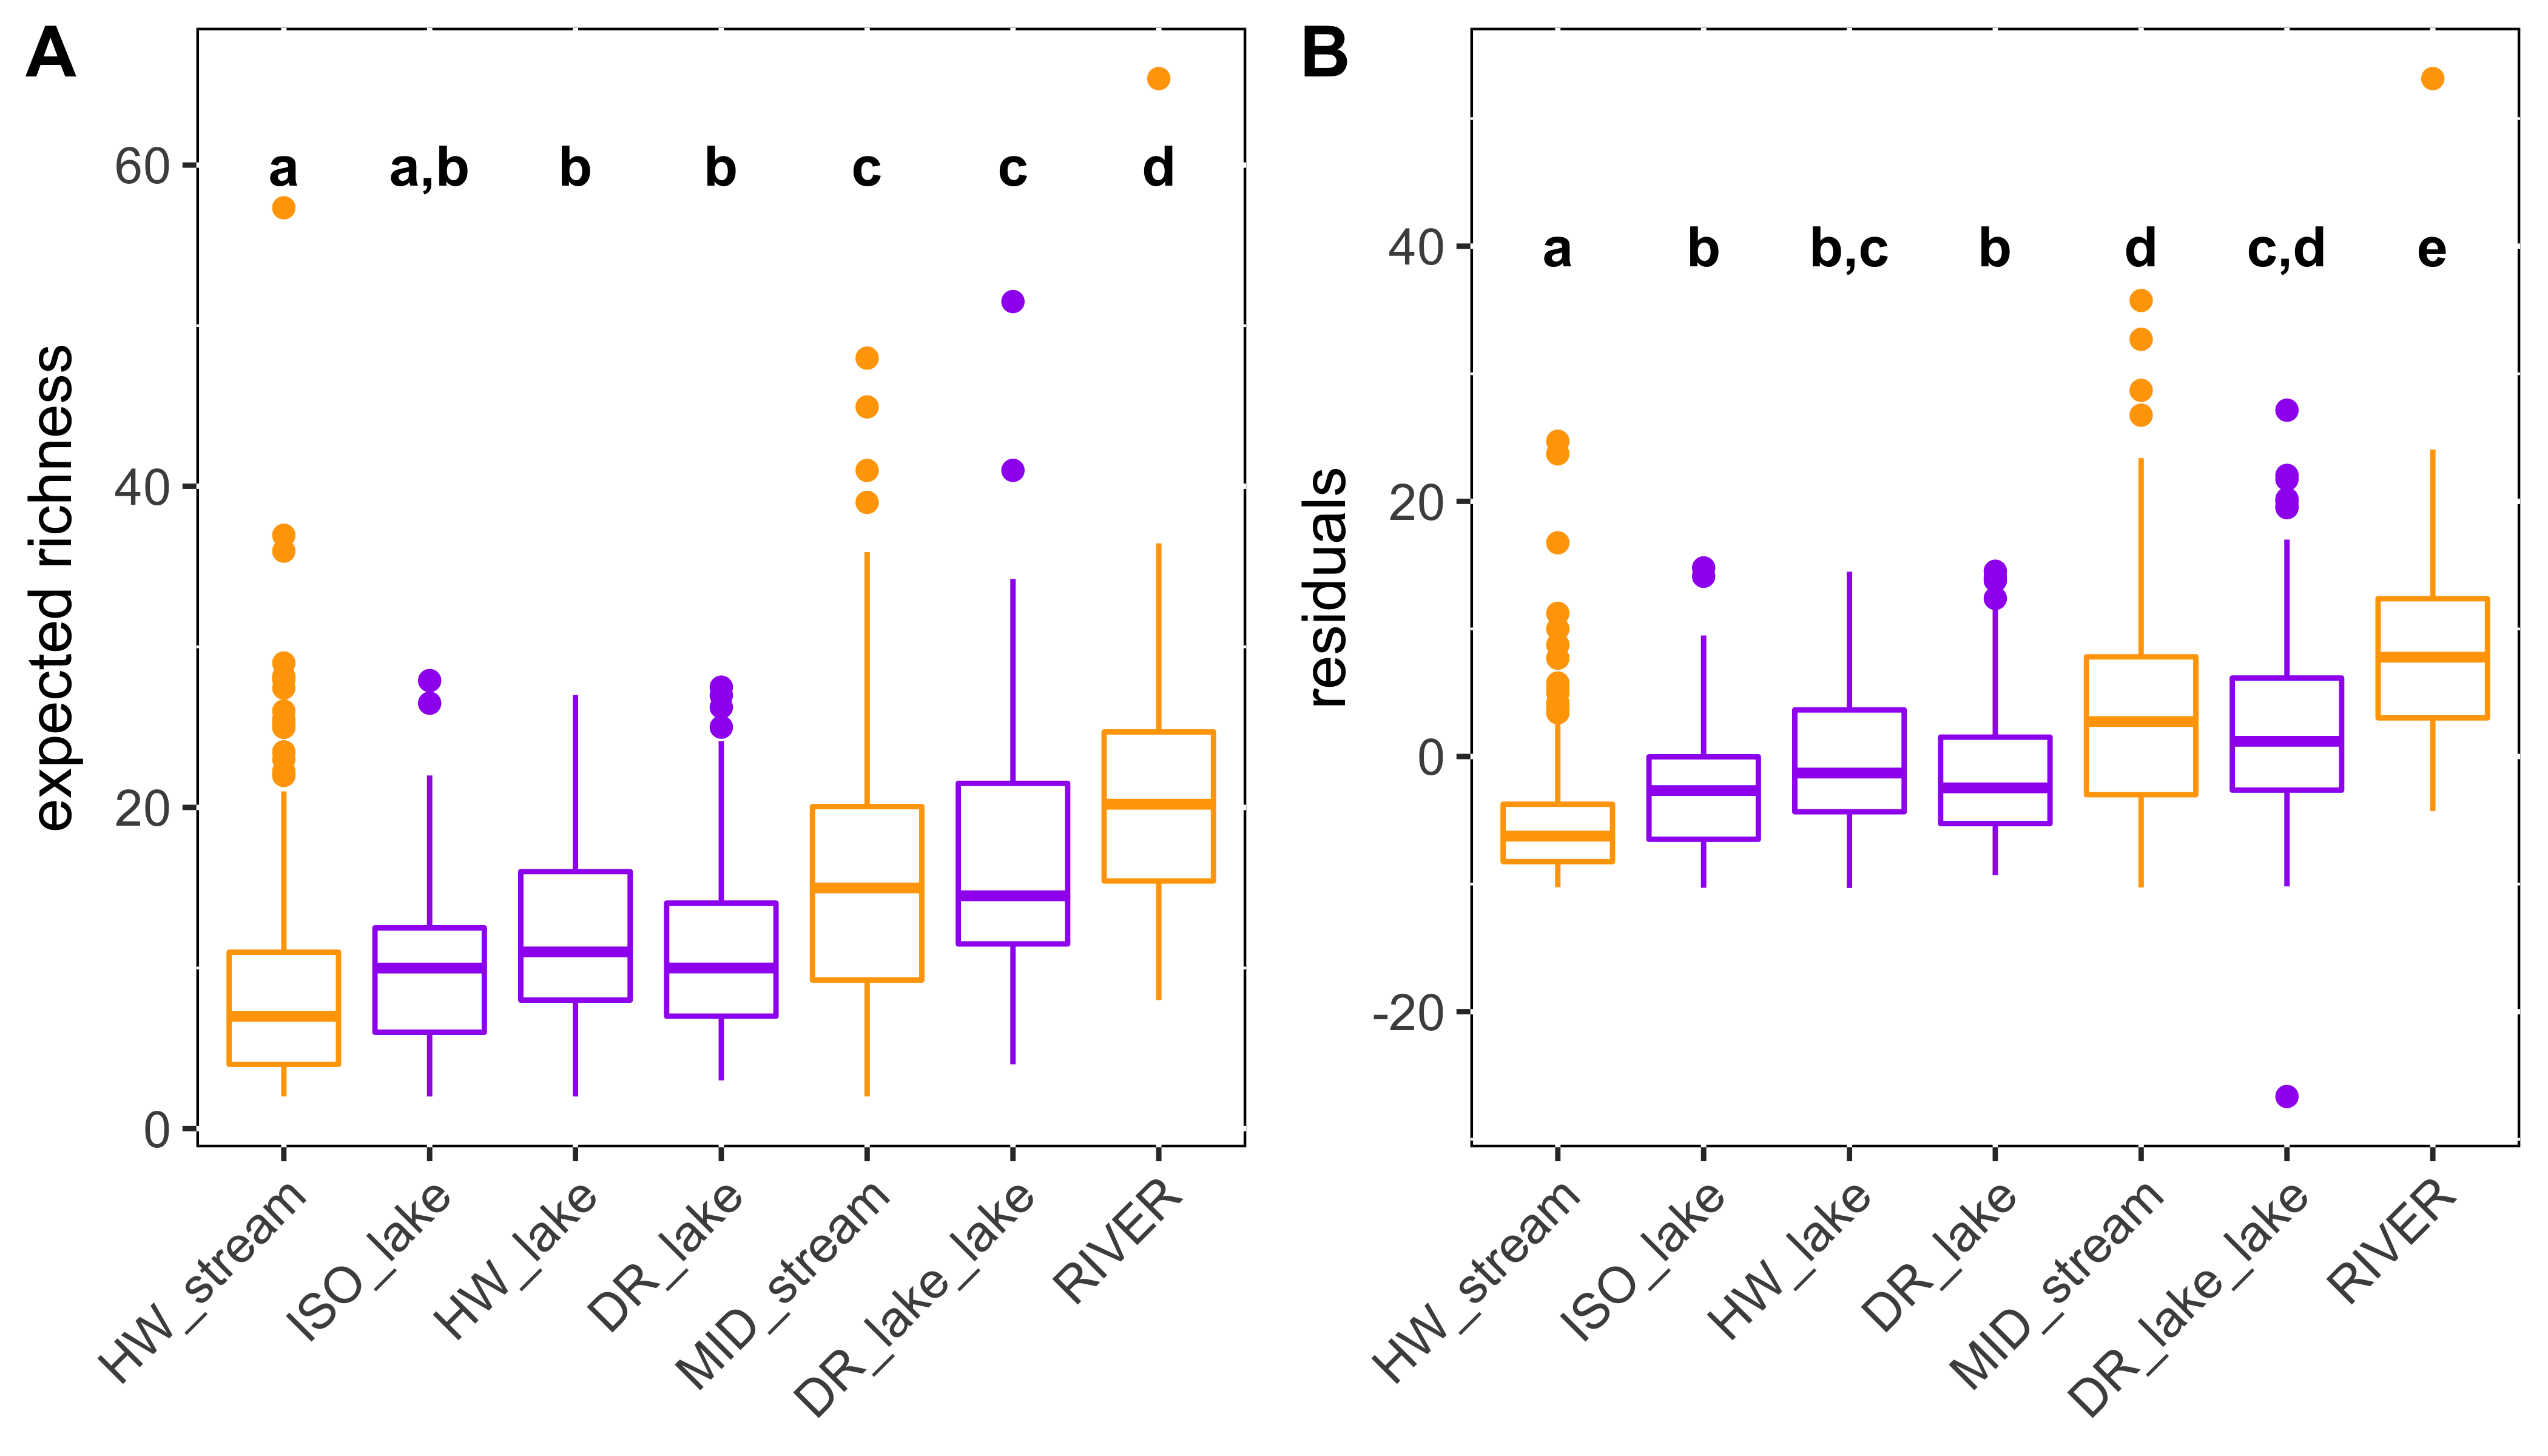 A
expected richness
60
40
20
0
a a,b b b c c d
HW_stream
ISO_lake
HW_lake
DR_lake
MID_stream
DR_lake_lake
RIVER
B
residuals
40
20
0
-20
a b b,c b d c,d e
HW_stream
ISO_lake
HW_lake
DR_lake
MID_stream
DR_lake_lake
RIVER